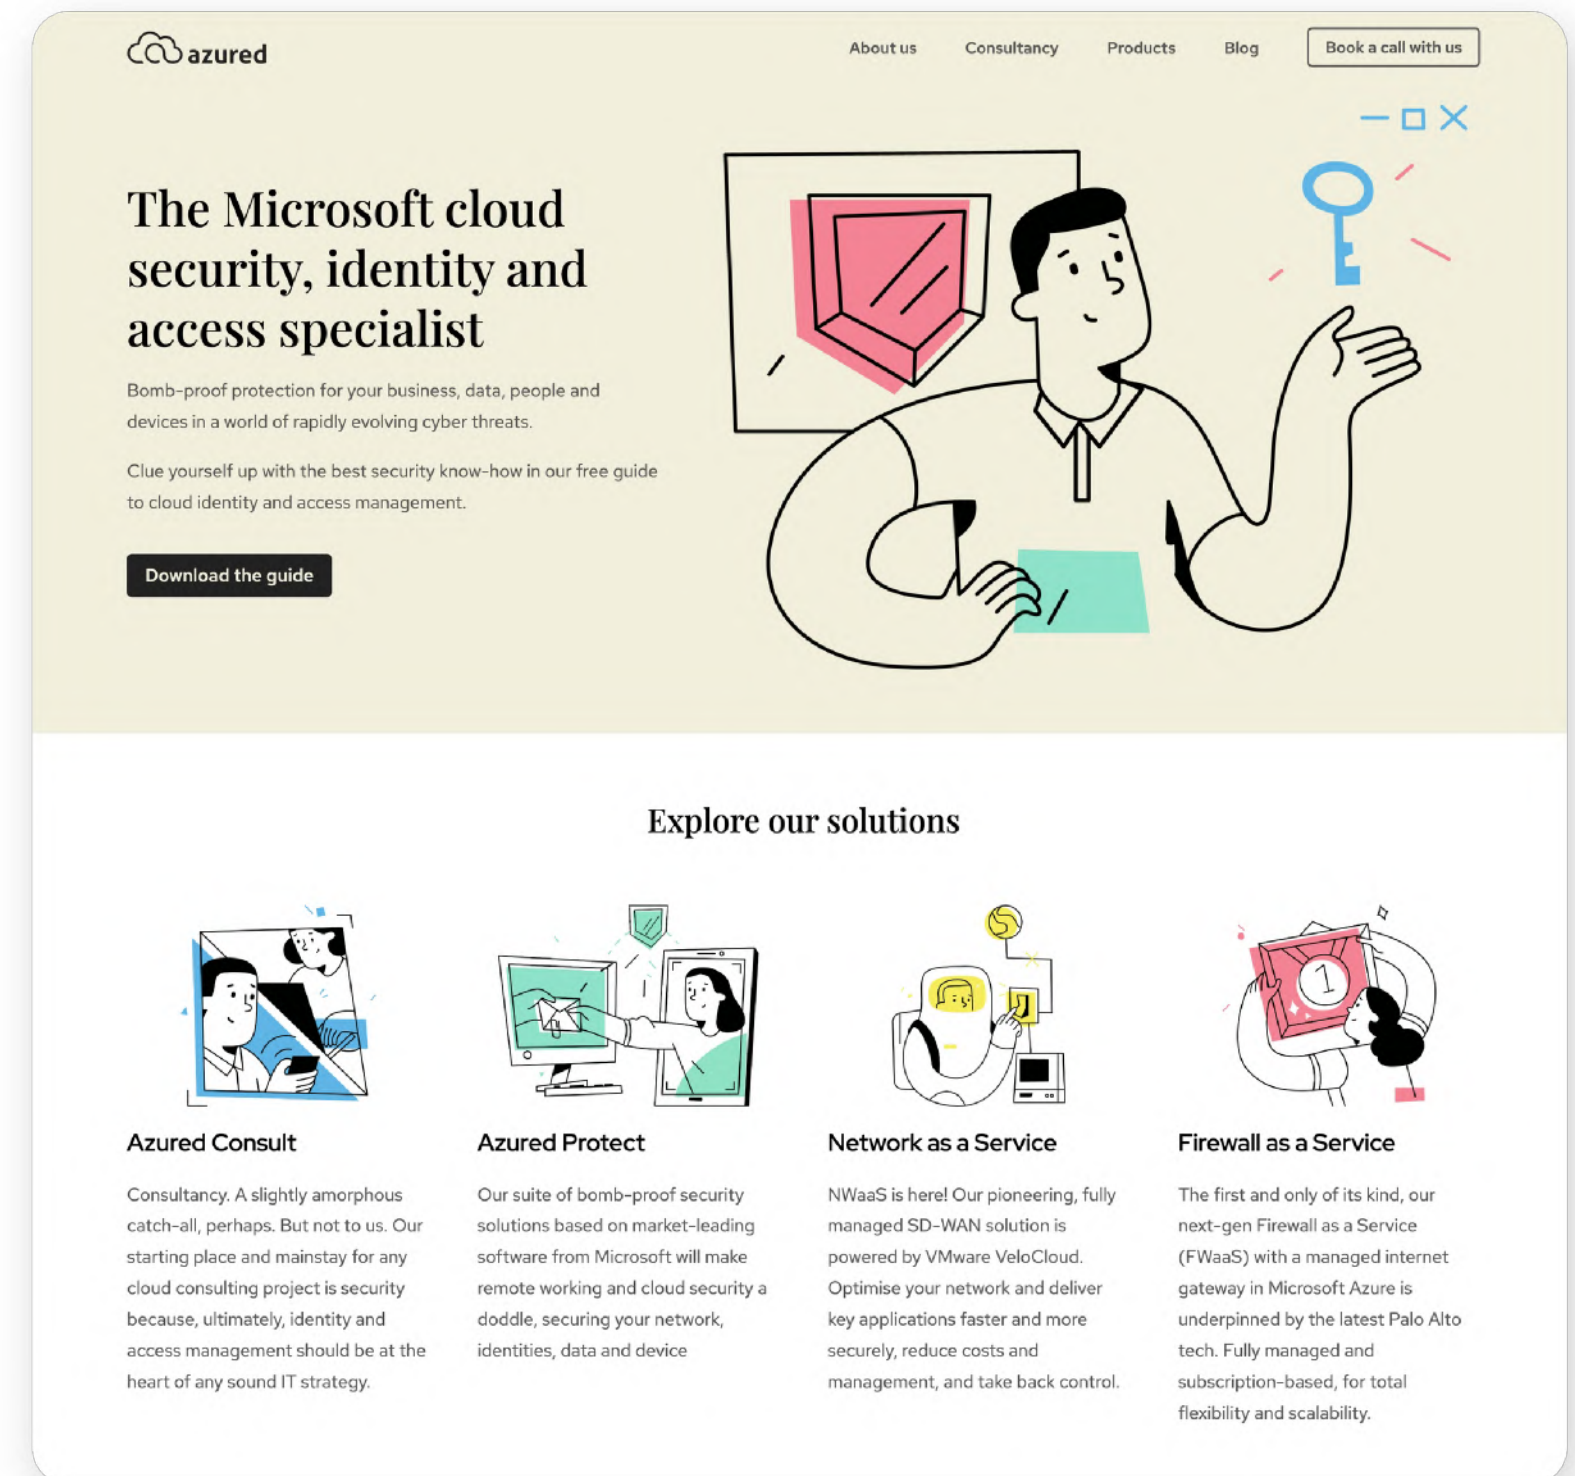 azured
About us
Consultancy
Products
Blog
Book a call with us
The Microsoft cloud
security, identity and
access specialist
Bomb-proof protection for your business, data, people and
devices in a world of rapidly evolving cyber threats.
Clue yourself up with the best security know-how in our free guide
to cloud identity and access management.
Download the guide
Explore our solutions
1
Azured Consult
Consultancy. A slightly amorphous
catch-all, perhaps. But not to us. Our
starting place and mainstay for any
cloud consulting project is security
because, ultimately, identity and
access management should be at the
heart of any sound IT strategy.
Azured Protect
Our suite of bomb-proof security
solutions based on market-leading
software from Microsoft will make
remote working and cloud security a
doddle, securing your network,
identities, data and device
Network as a Service
NWaaS is here! Our pioneering, fully
managed SD-WAN solution is
powered by VMware VeloCloud.
Optimise your network and deliver
key applications faster and more
securely, reduce costs and
management, and take back control.
Firewall as a Service
The first and only of its kind, our
next-gen Firewall as a Service
(FWaaS) with a managed internet
gateway in Microsoft Azure is
underpinned by the latest Palo Alto
tech. Fully managed and
subscription-based, for total
flexibility and scalability.